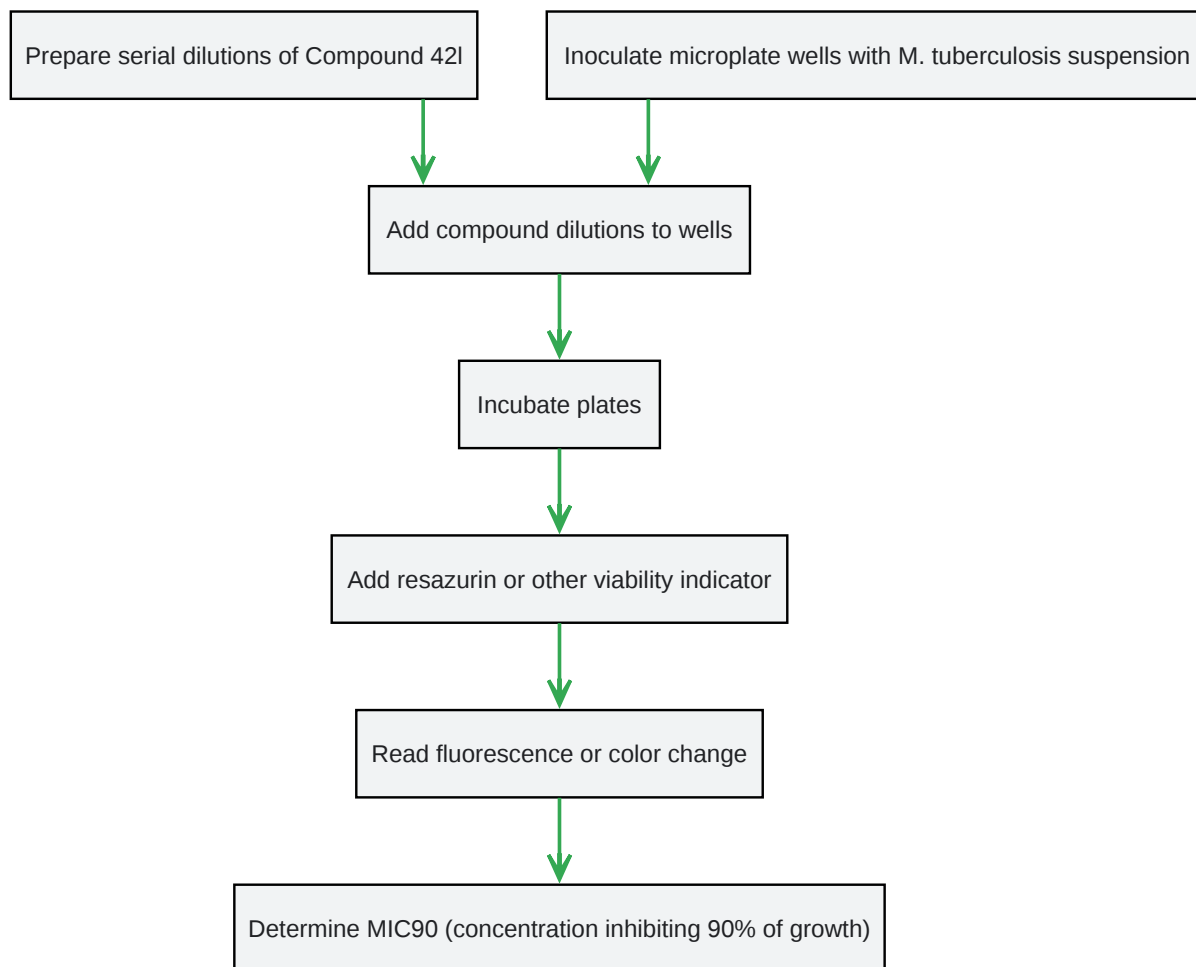 Prepare serial dilutions of Compound 42l
Inoculate microplate wells with M. tuberculosis suspension
Add compound dilutions to wells
Incubate plates
Add resazurin or other viability indicator
Read fluorescence or color change
Determine MIC90 (concentration inhibiting 90% of growth)